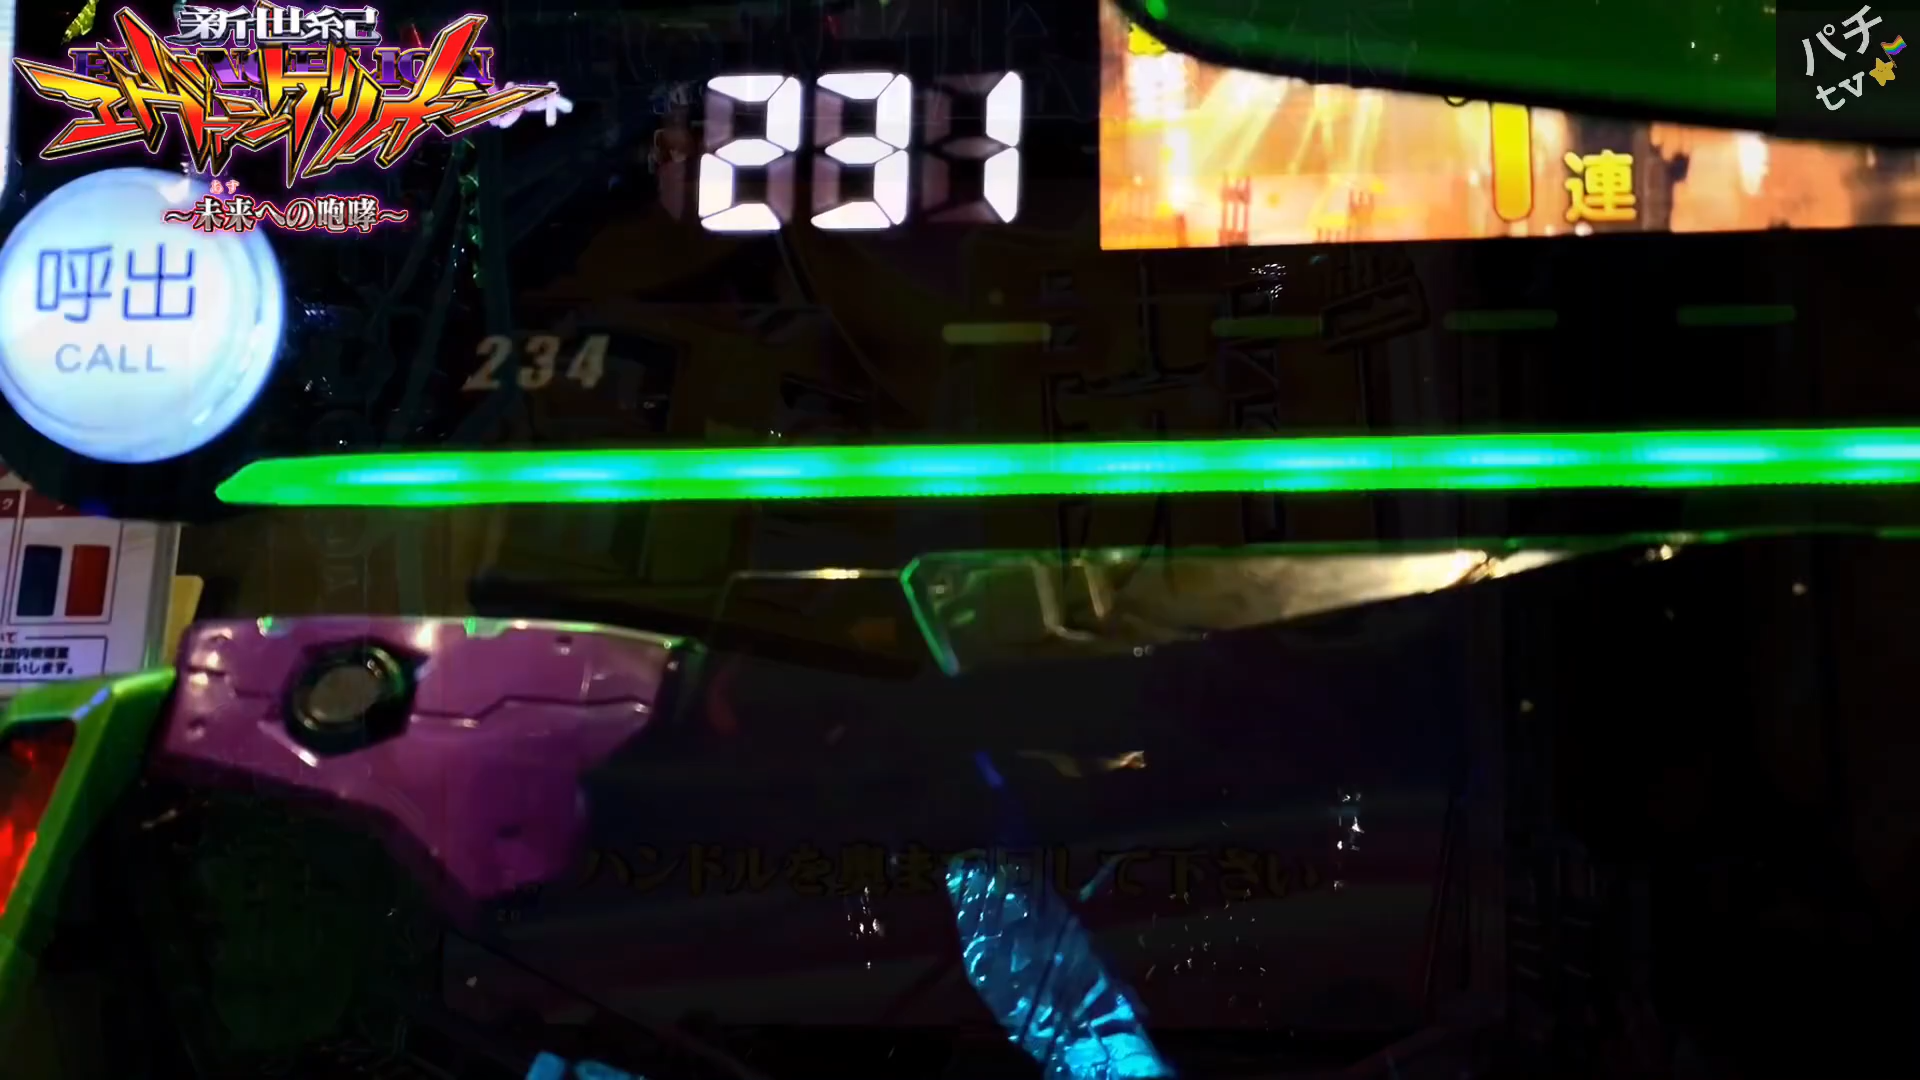 新世紀
EVANGELION
エヴァンゲリオン
あす
～未来への咆哮～
パチ
tv
231
1連
呼出
CALL
234
ハンドルを奥まで回して下さい